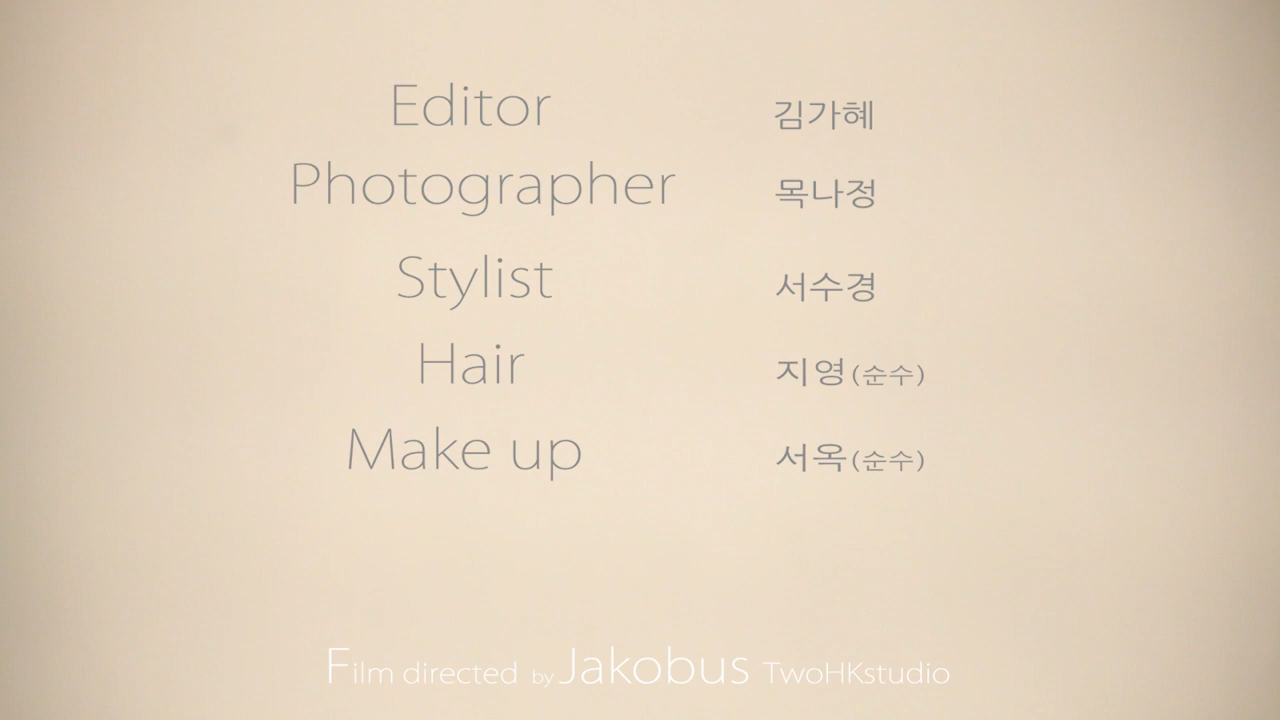 Editor 김가혜
Photographer 목나정
Stylist 서수경
Hair 지영(순수)
Make up 서옥(순수)
Film directed by Jakobus TwoHKstudio